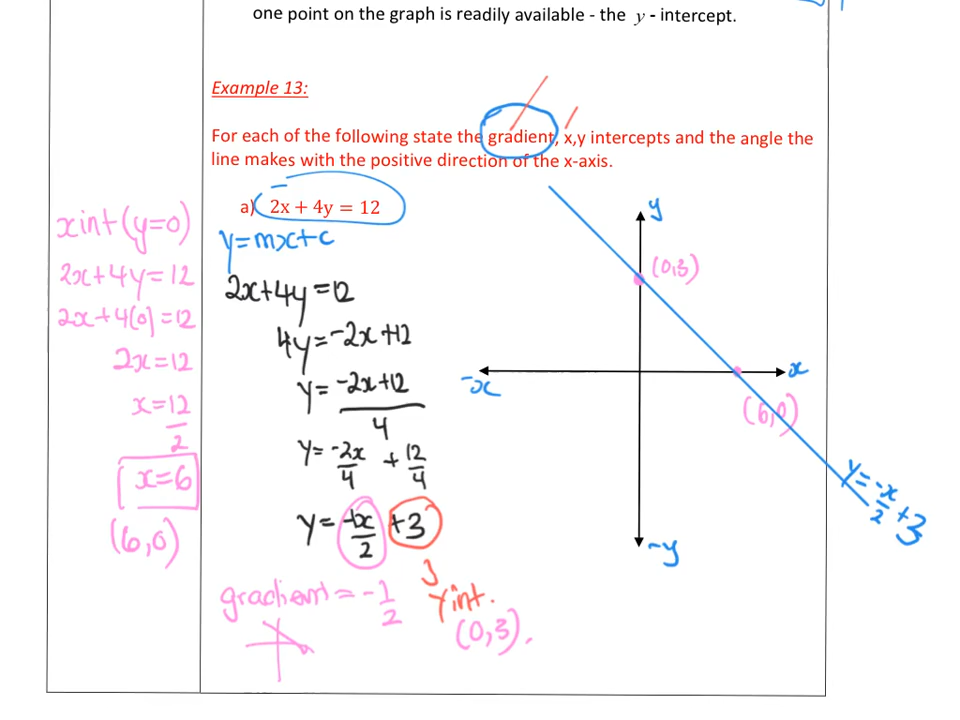 one point on the graph is readily available - the y - intercept.
Example 13:
For each of the following state the gradient, x,y intercepts and the angle the
line makes with the positive direction of the x-axis.
a) 2x + 4y = 12
y=mx+c
2x+4y=12
4y=-2x+12
y=-2x+12
4
y=-2x/4 + 12/4
y=-x/2 +3
gradient=-1/2
yint.
(0,3).
xint(y=0)
2x+4y=12
2x+4(0)=12
2x=12
x=12
2
x=6
(6,0)
y
(0,3)
-x
x
(6,0)
y=-x/2+3
-y